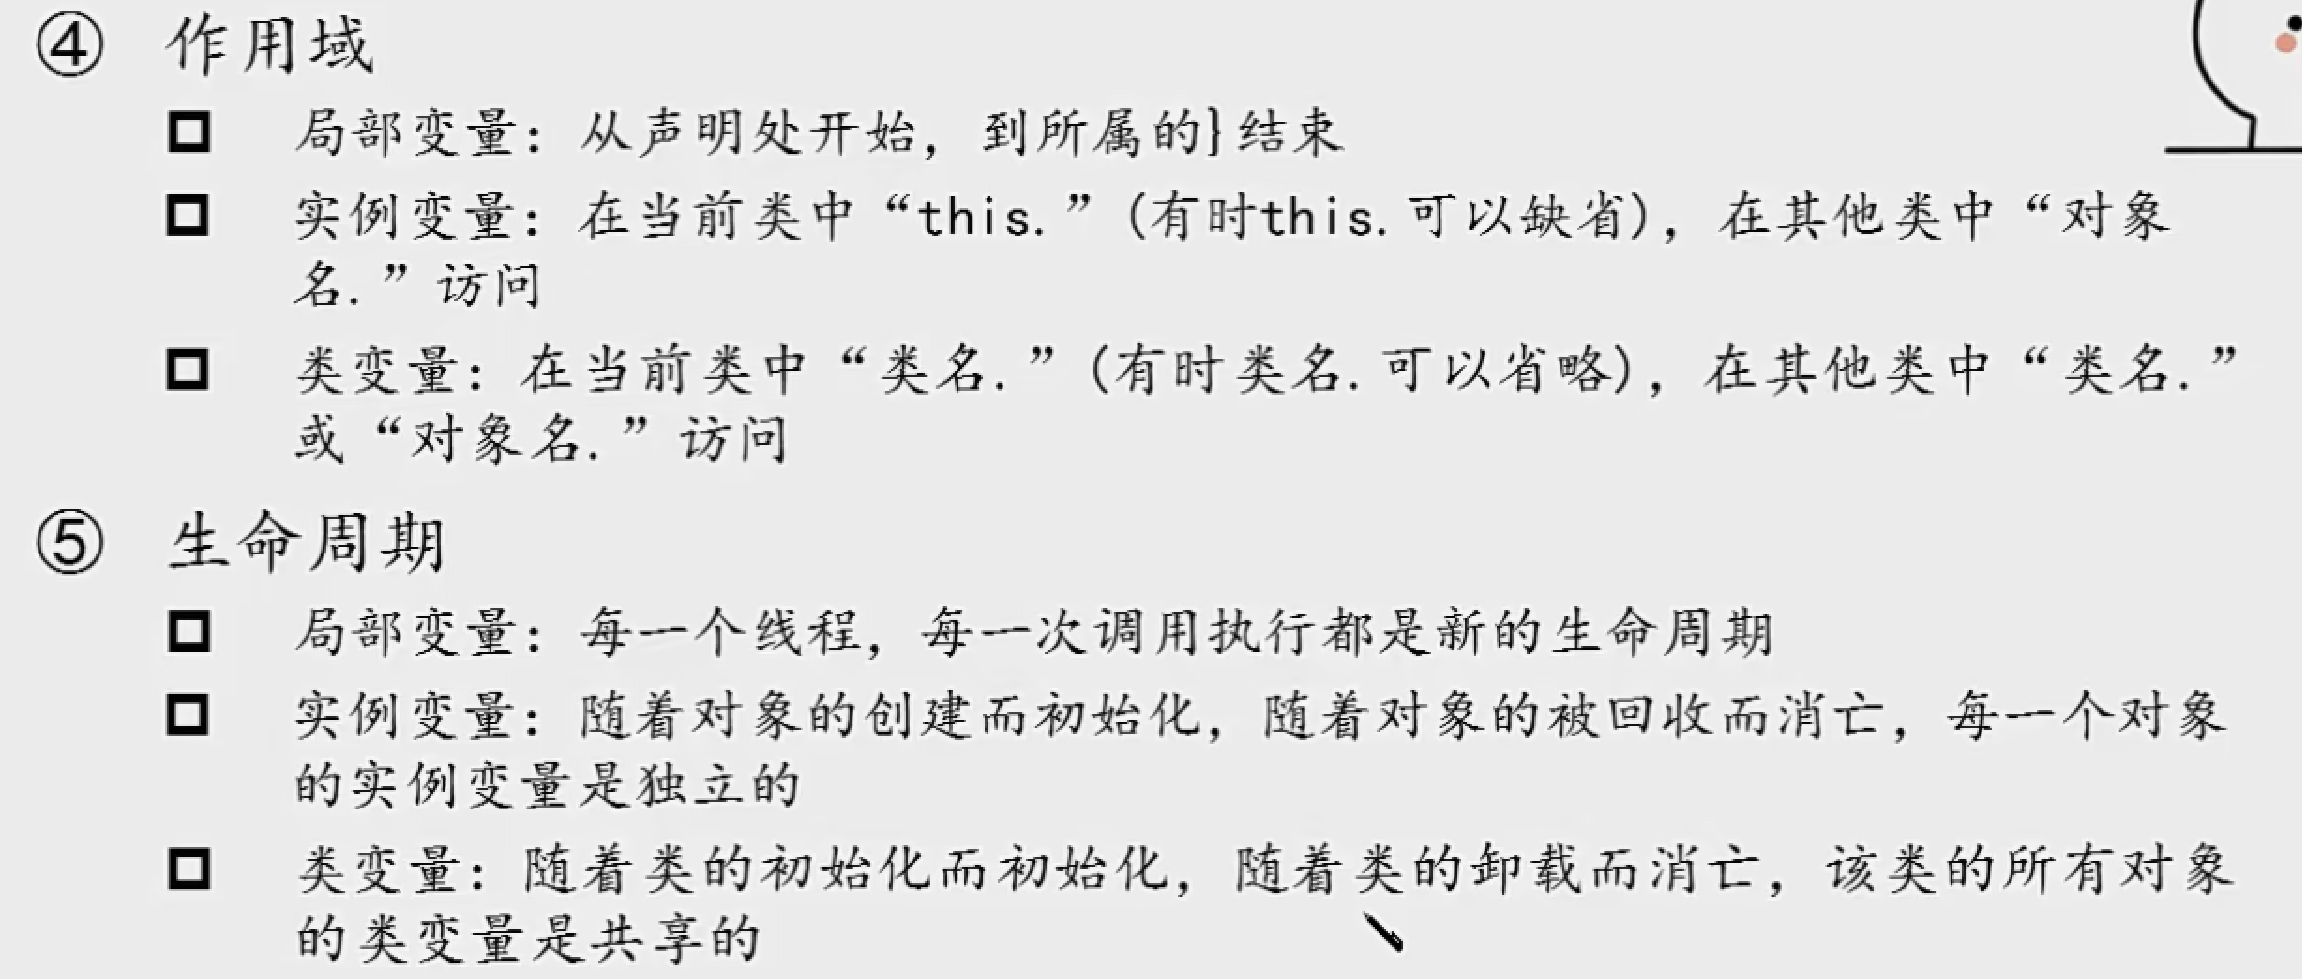 ④ 作用域
局部变量：从声明处开始，到所属的}结束
实例变量：在当前类中“this.”(有时this.可以缺省)，在其他类中“对象
名.”访问
类变量：在当前类中“类名.”(有时类名.可以省略)，在其他类中“类名.”
或“对象名.”访问
⑤ 生命周期
局部变量：每一个线程，每一次调用执行都是新的生命周期
实例变量：随着对象的创建而初始化，随着对象的被回收而消亡，每一个对象
的实例变量是独立的
类变量：随着类的初始化而初始化，随着类的卸载而消亡，该类的所有对象
的类变量是共享的